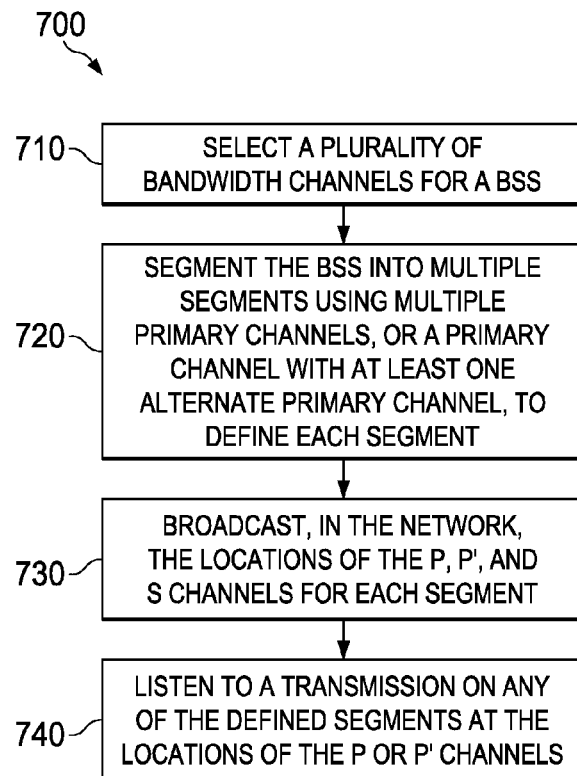 700
710
SELECT A PLURALITY OF
BANDWIDTH CHANNELS FOR A BSS
720
SEGMENT THE BSS INTO MULTIPLE
SEGMENTS USING MULTIPLE
PRIMARY CHANNELS, OR A PRIMARY
CHANNEL WITH AT LEAST ONE
ALTERNATE PRIMARY CHANNEL, TO
DEFINE EACH SEGMENT
730
BROADCAST, IN THE NETWORK,
THE LOCATIONS OF THE P, P', AND
S CHANNELS FOR EACH SEGMENT
740
LISTEN TO A TRANSMISSION ON ANY
OF THE DEFINED SEGMENTS AT THE
LOCATIONS OF THE P OR P' CHANNELS